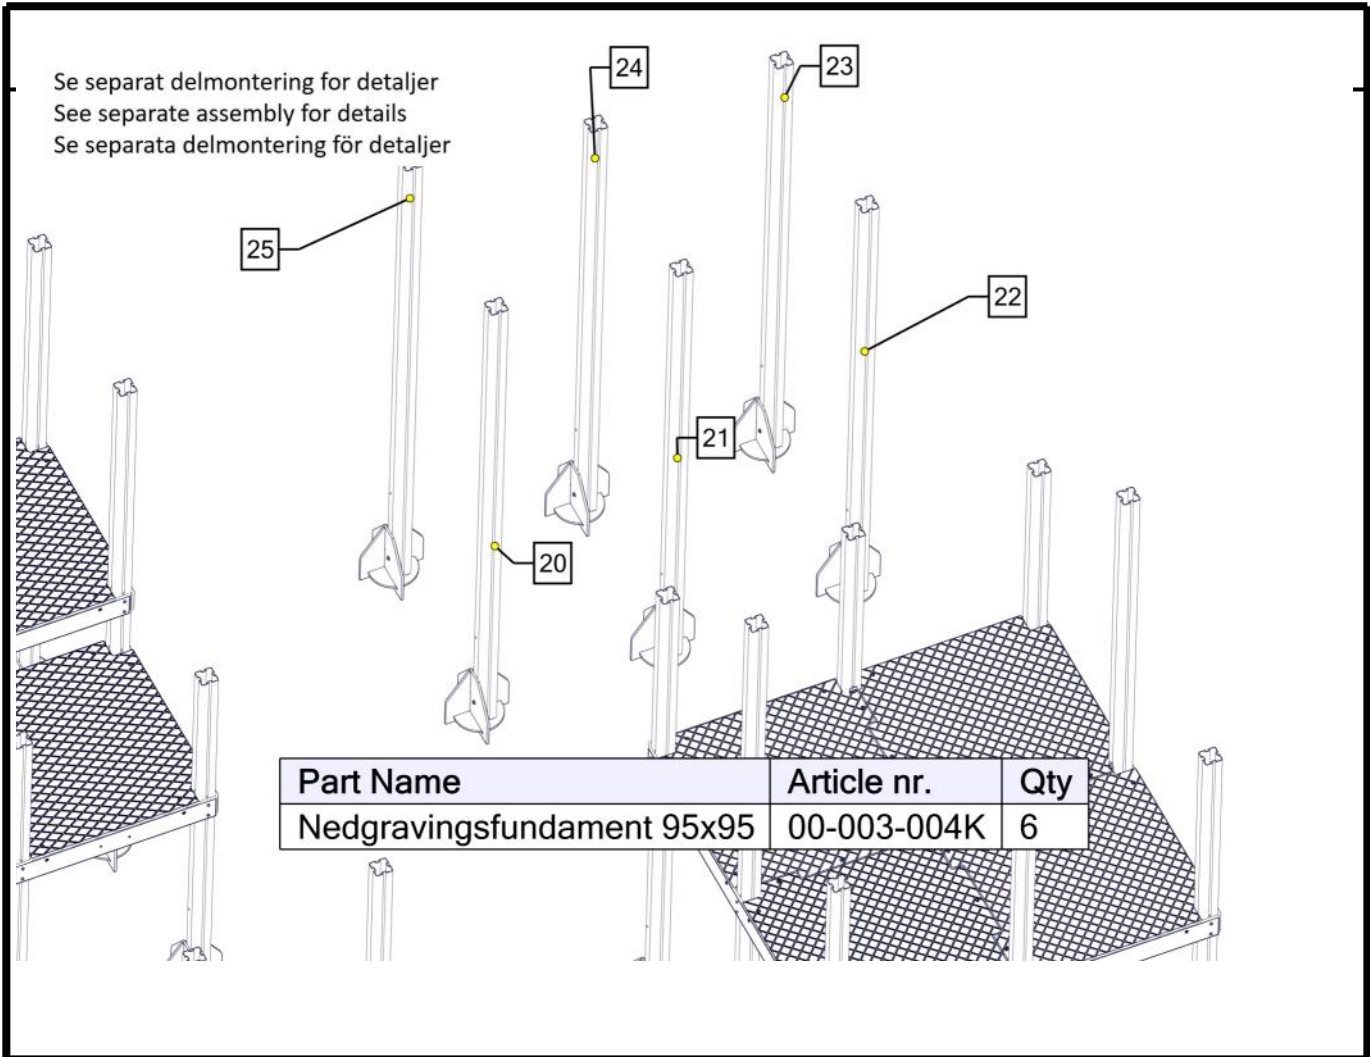 Se separat delmontering for detaljer
See separate assembly for details
Se separata delmontering för detaljer
24
23
25
22
21
20
Part Name Article nr. Qty
Nedgravingsfundament 95x95 00-003-004K 6